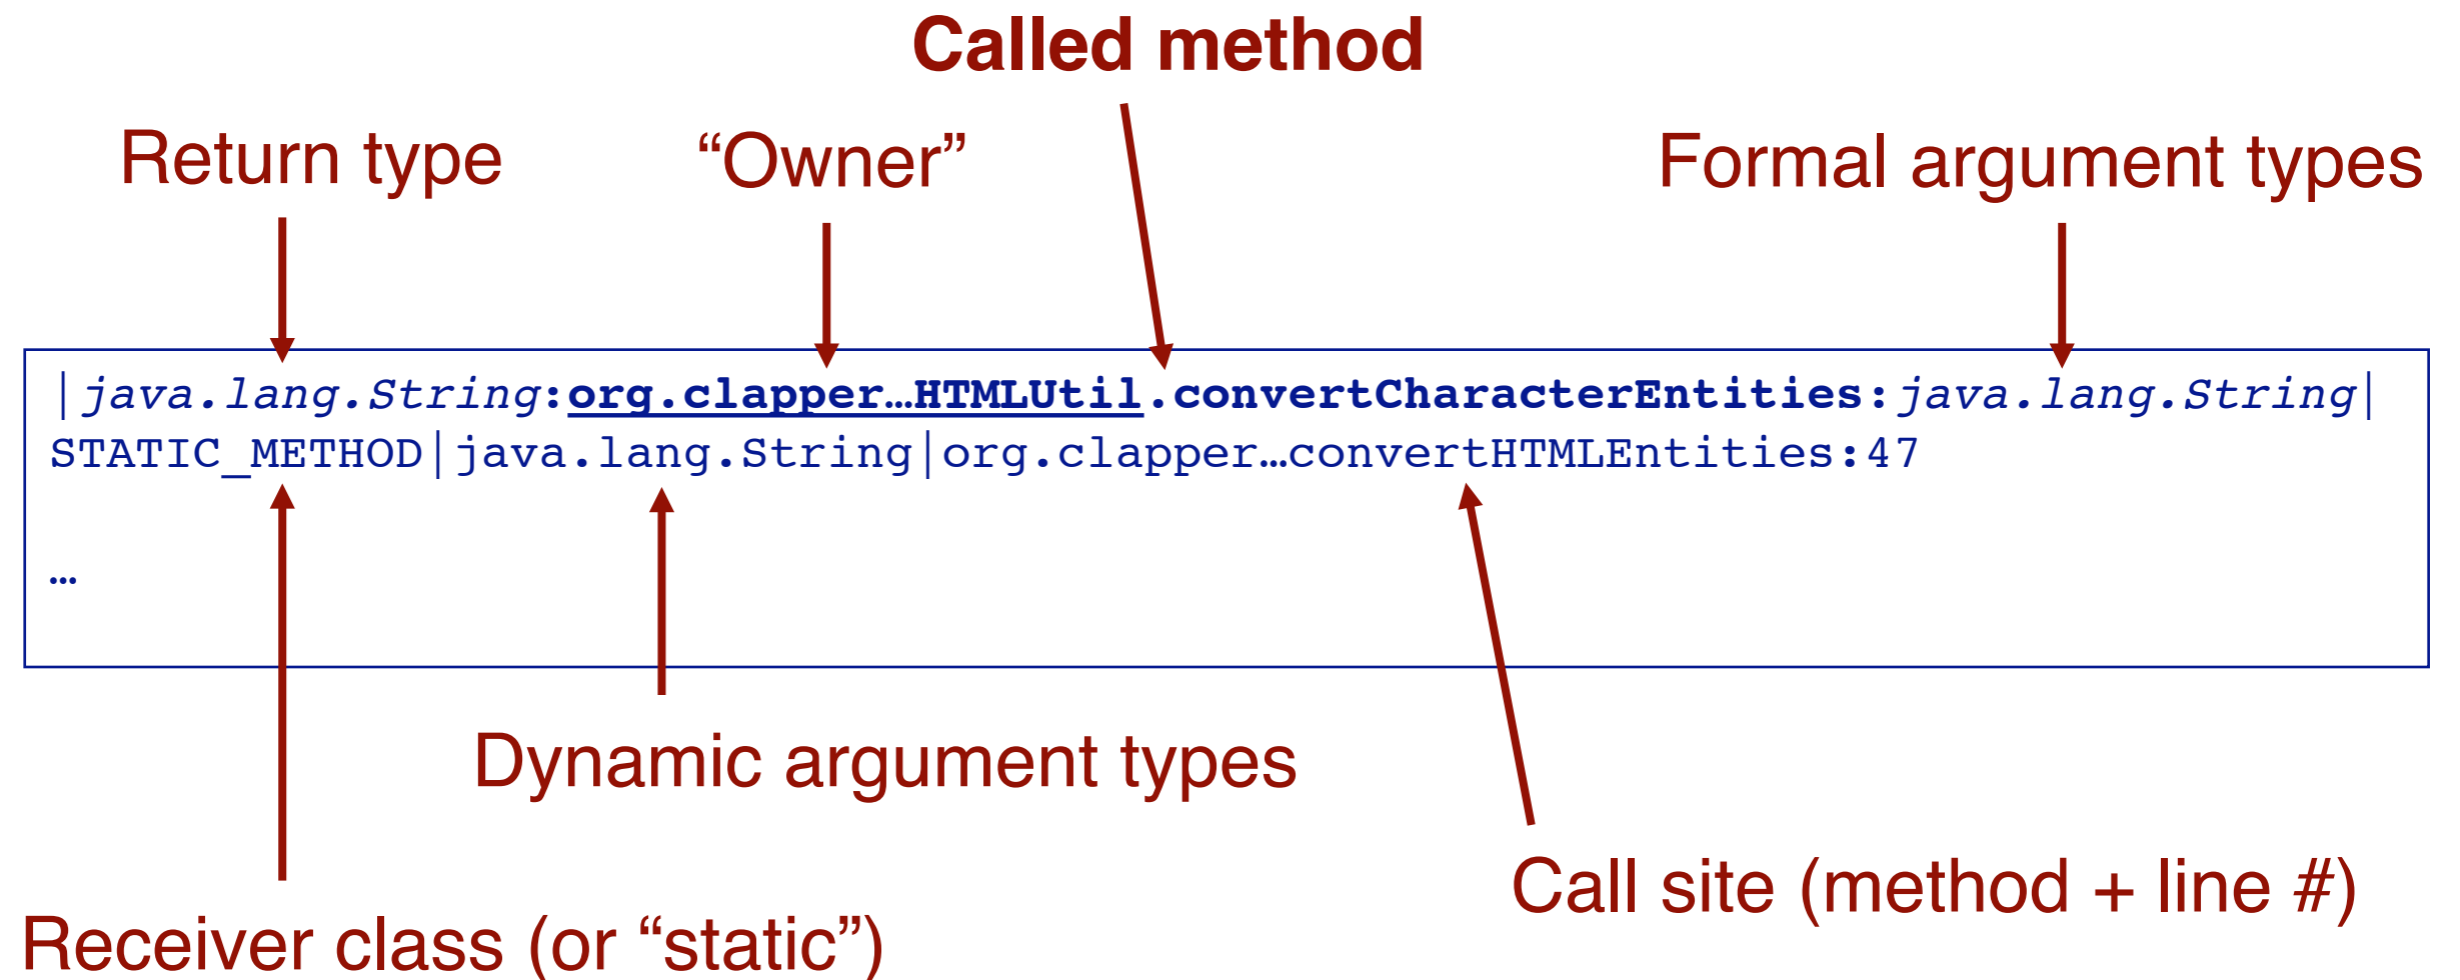 Called method
Return type
“Owner”
Formal argument types
|java.lang.String:org.clapper…HTMLUtil.convertCharacterEntities:java.lang.String|
STATIC_METHOD|java.lang.String|org.clapper…convertHTMLEntities:47
…
Dynamic argument types
Call site (method + line #)
Receiver class (or “static”)